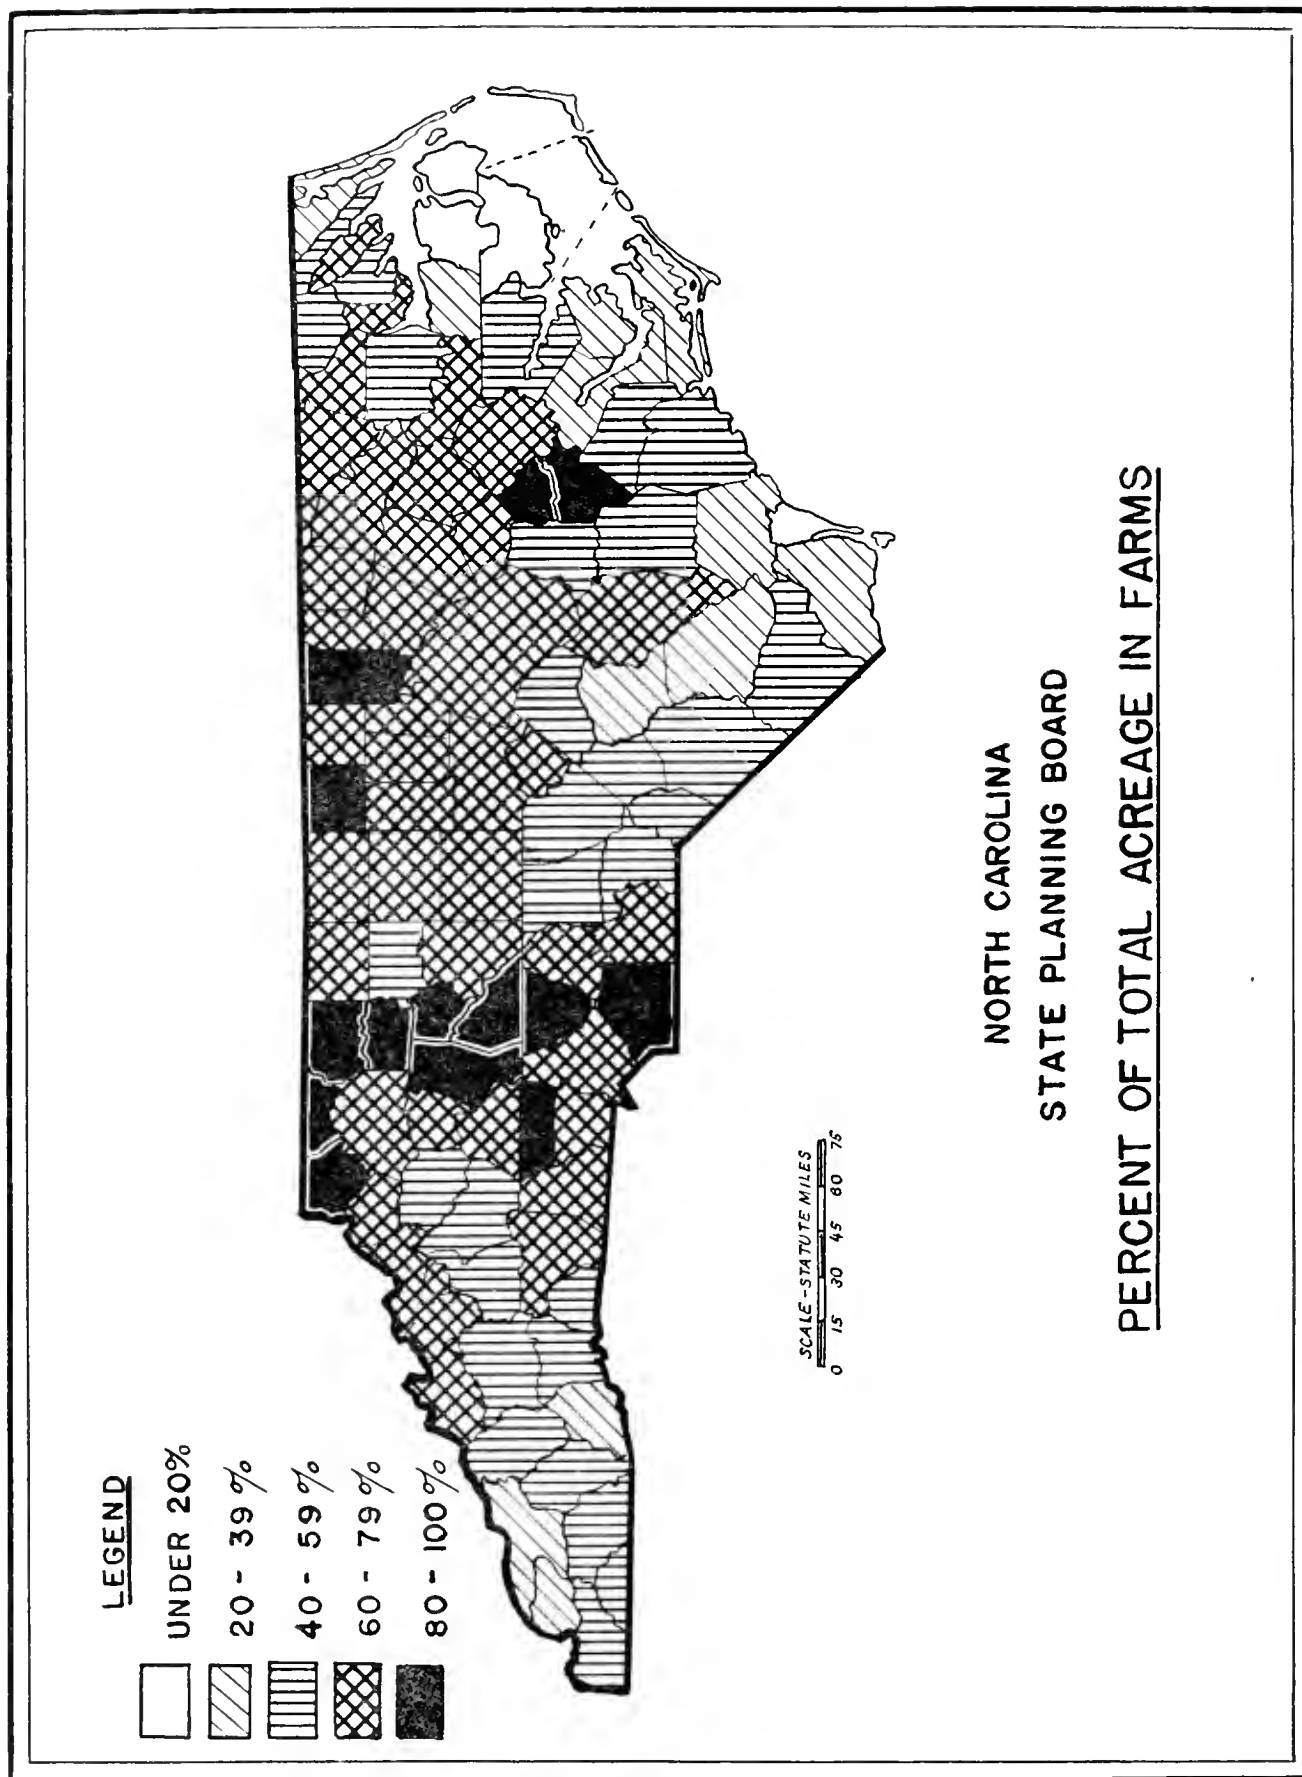 LEGEND
UNDER 20%
20 - 39%
40 - 59%
60 - 79%
80 - 100%
SCALE - STATUTE MILES
0 15 30 45 60 75
NORTH CAROLINA
STATE PLANNING BOARD
PERCENT OF TOTAL ACREAGE IN FARMS